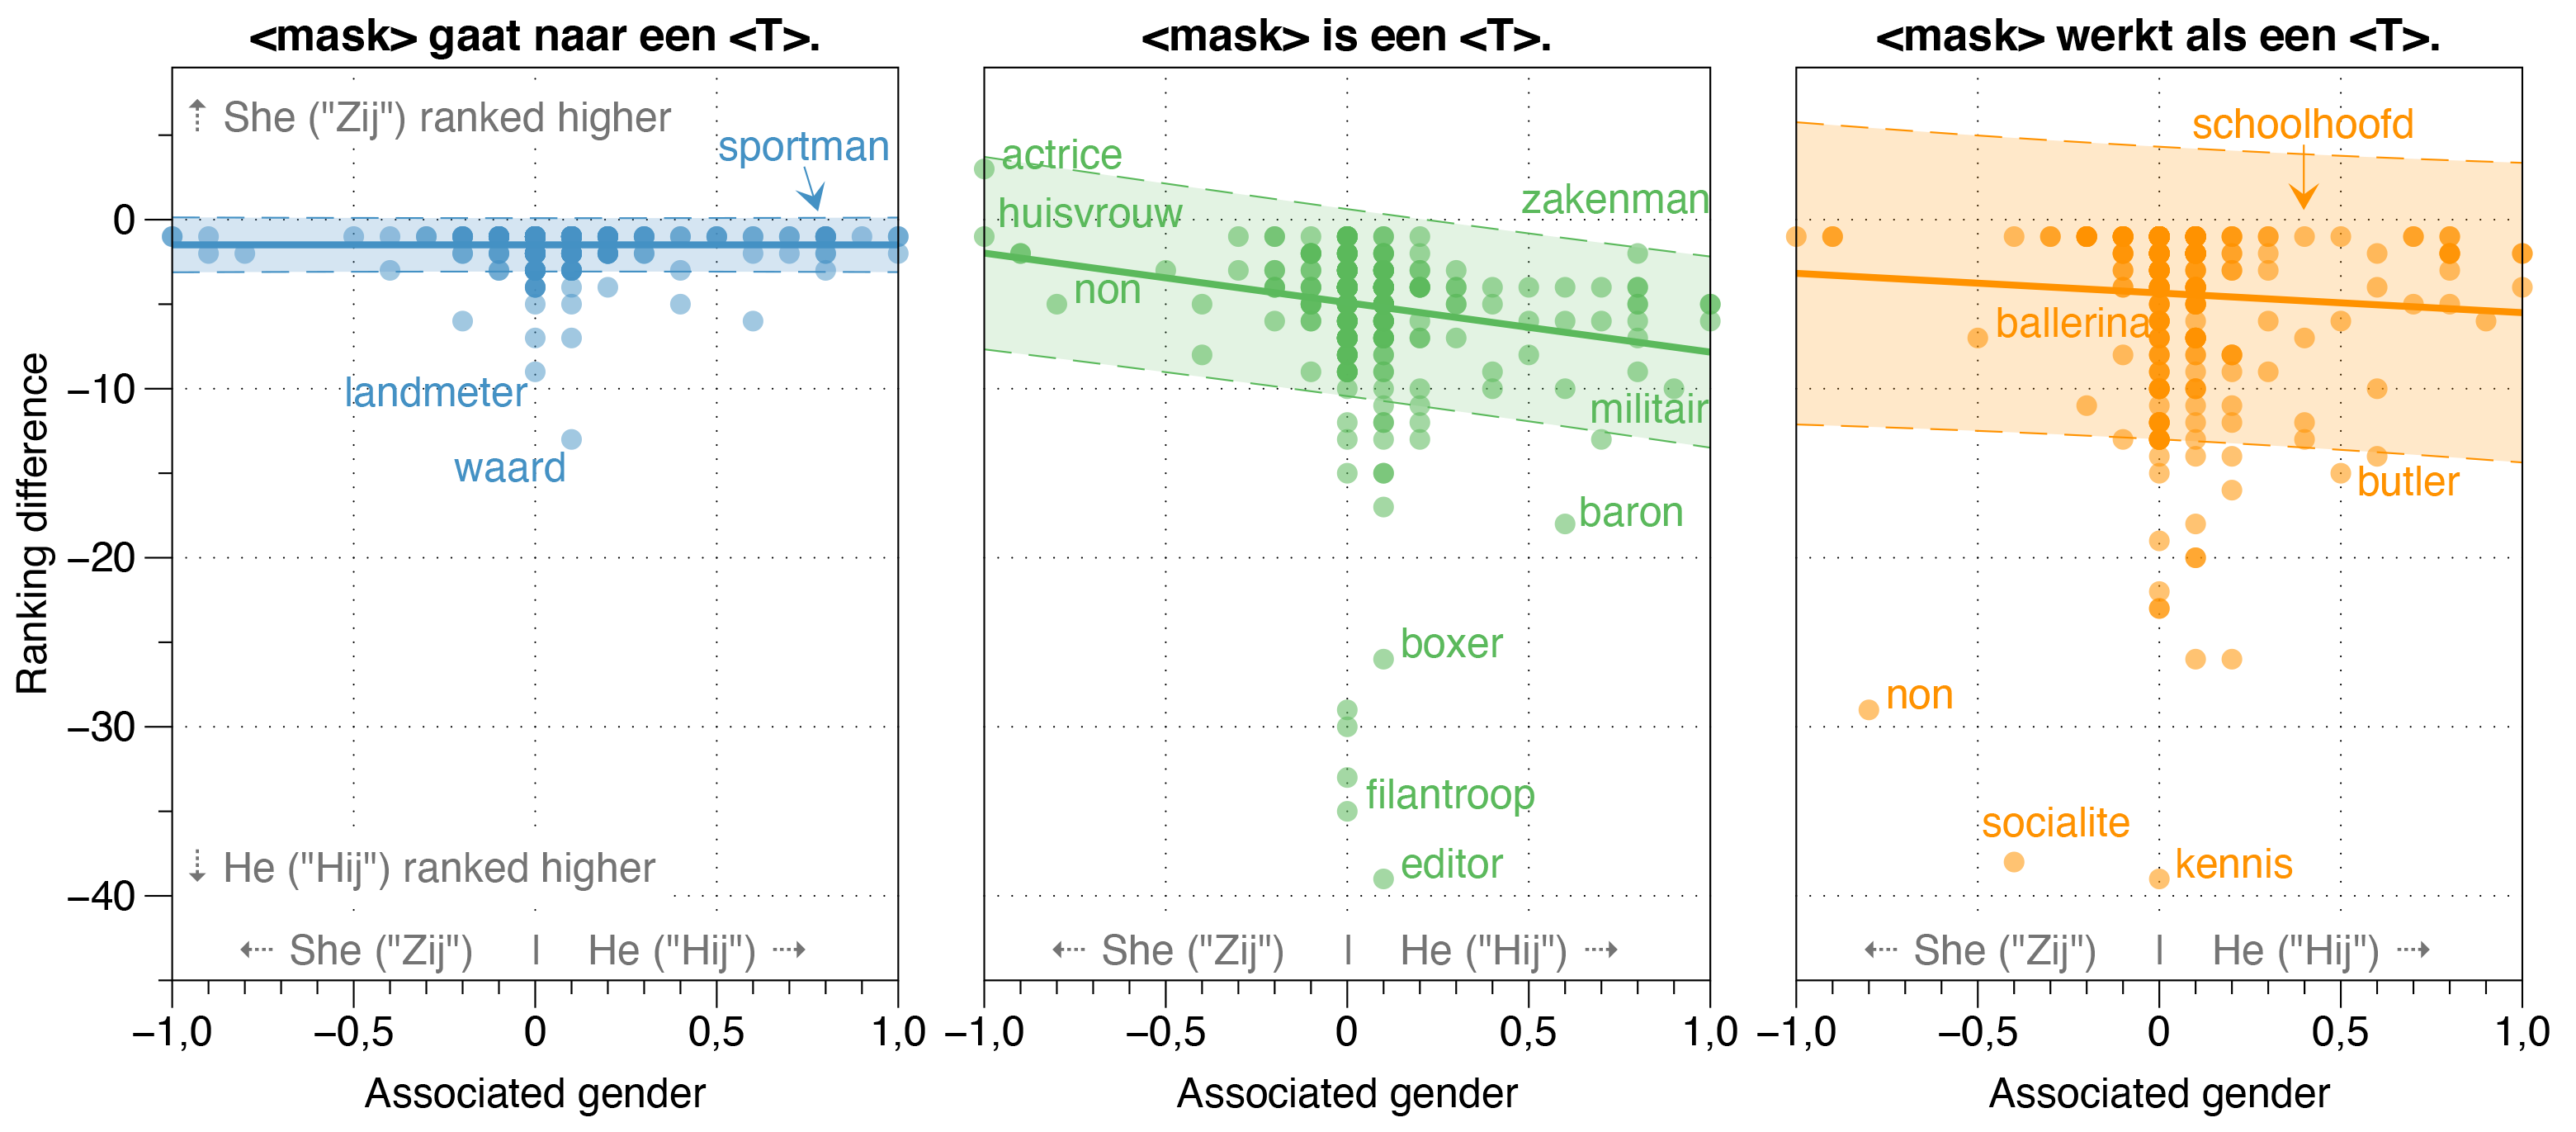 <mask> gaat naar een <T>.
<mask> is een <T>.
<mask> werkt als een <T>.
She ("Zij") ranked higher
sportman
landmeter
waard
He ("Hij") ranked higher
She ("Zij") | He ("Hij")
actrice
zakenman
huisvrouw
non
militair
baron
boxer
filantroop
editor
She ("Zij") | He ("Hij")
schoolhoofd
ballerina
butler
non
socialite
kennis
She ("Zij") | He ("Hij")
Ranking difference
0
−10
−20
−30
−40
−1,0 −0,5 0 0,5 1,0
−1,0 −0,5 0 0,5 1,0
−1,0 −0,5 0 0,5 1,0
Associated gender
Associated gender
Associated gender